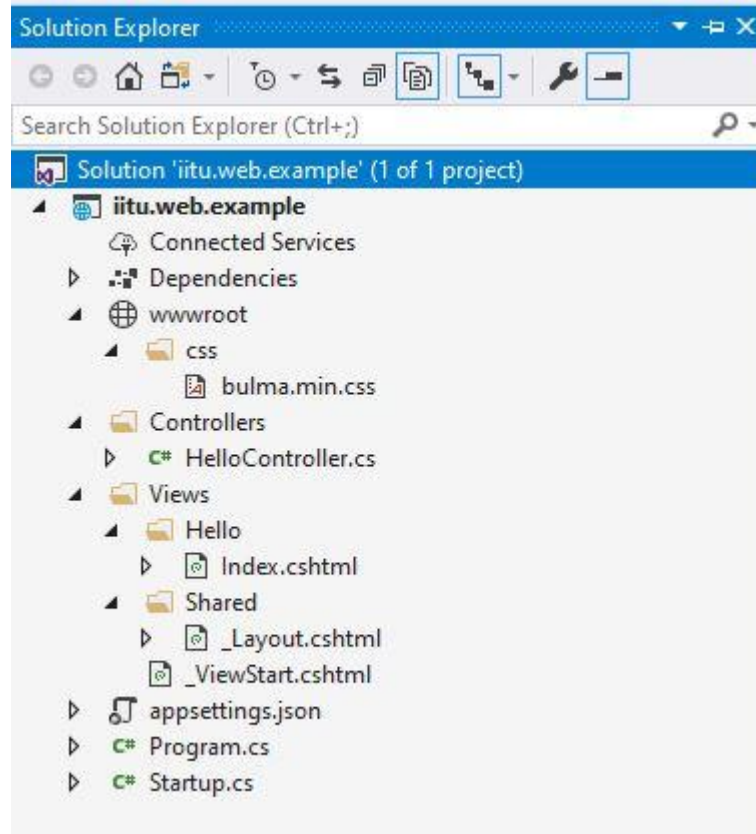 Solution Explorer
Search Solution Explorer (Ctrl+;)
Solution 'iitu.web.example' (1 of 1 project)
iitu.web.example
Connected Services
Dependencies
wwwroot
css
bulma.min.css
Controllers
C# HelloController.cs
Views
Hello
Index.cshtml
Shared
_Layout.cshtml
_ViewStart.cshtml
appsettings.json
C# Program.cs
C# Startup.cs